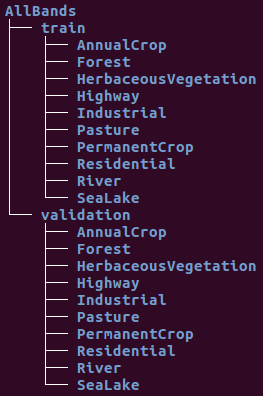 AllBands
train
AnnualCrop
Forest
HerbaceousVegetation
Highway
Industrial
Pasture
PermanentCrop
Residential
River
SeaLake
validation
AnnualCrop
Forest
HerbaceousVegetation
Highway
Industrial
Pasture
PermanentCrop
Residential
River
SeaLake